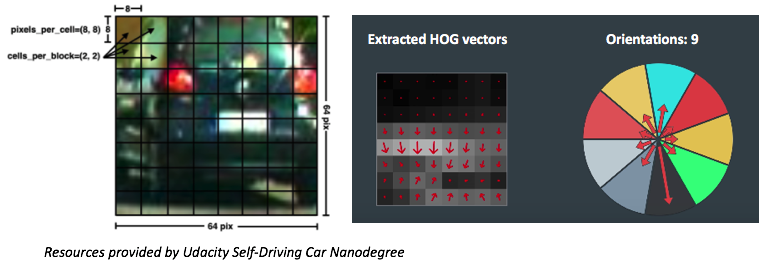 8
pixels_per_cell=(8, 8)
8
cells_per_block=(2, 2)
64 pix
64 pix
Extracted HOG vectors
Orientations: 9
Resources provided by Udacity Self-Driving Car Nanodegree